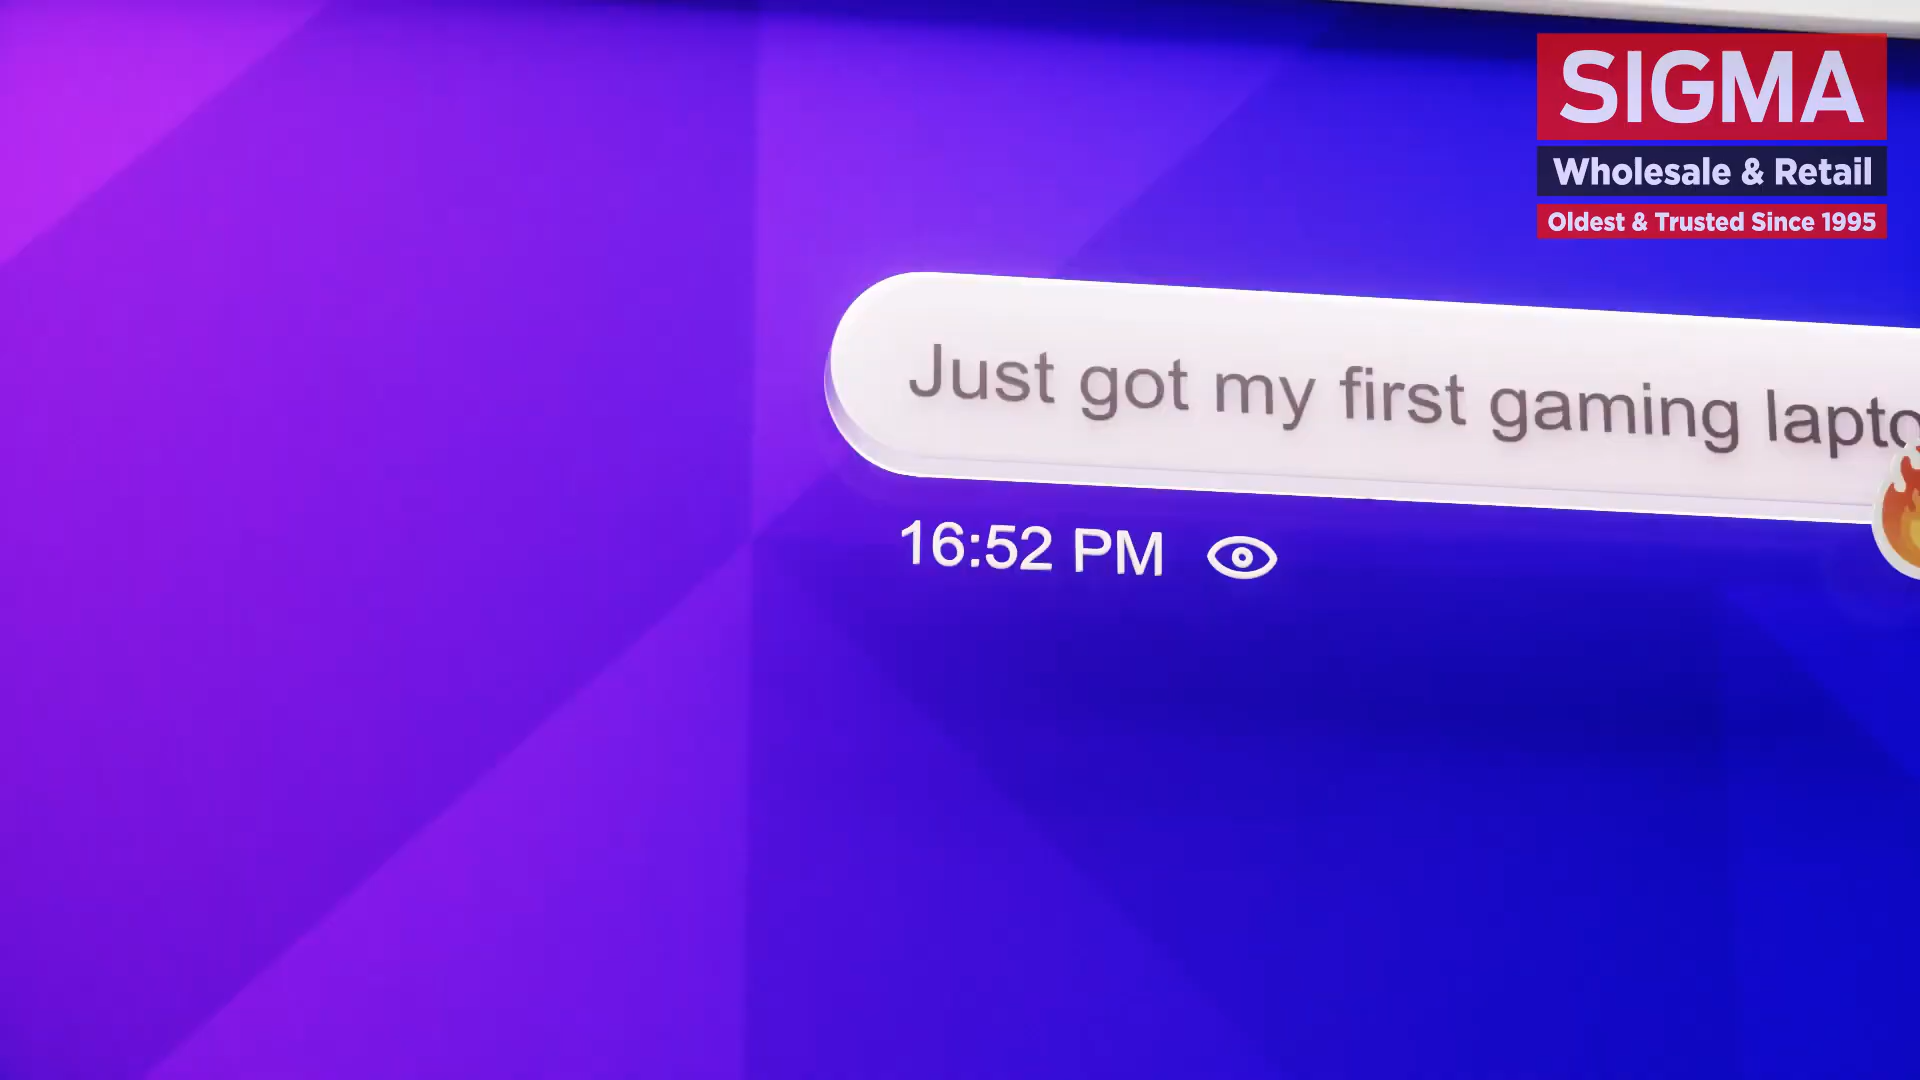 SIGMA
Wholesale & Retail
Oldest & Trusted Since 1995
Just got my first gaming
16:52 PM